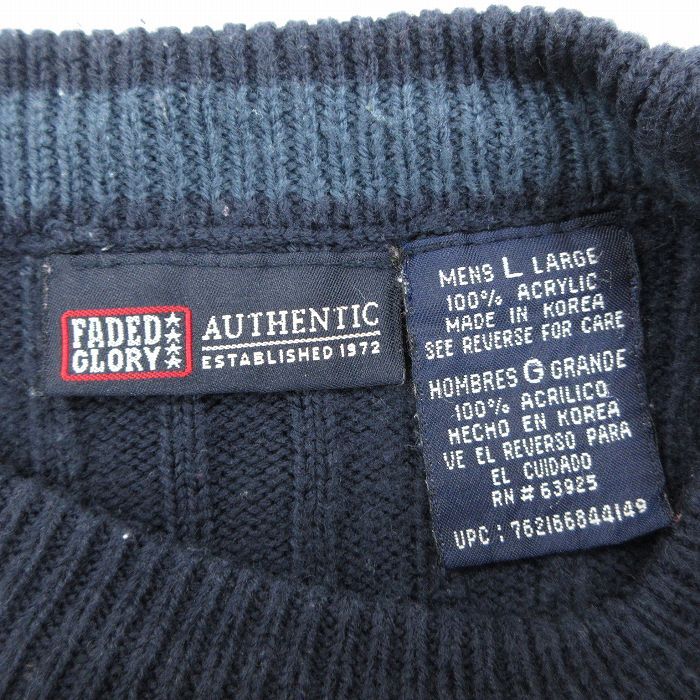 FADED
GLORY
AUTHENTIC
ESTABLISHED 1972
MENS L LARGE
100% ACRYLIC
MADE IN KOREA
SEE REVERSE FOR CARE
HOMBRES G GRANDE
100% ACRILICO
HECHO EN KOREA
VE EL REVERSO PARA
EL CUIDADO
RN # 63925
UPC : 762166844149